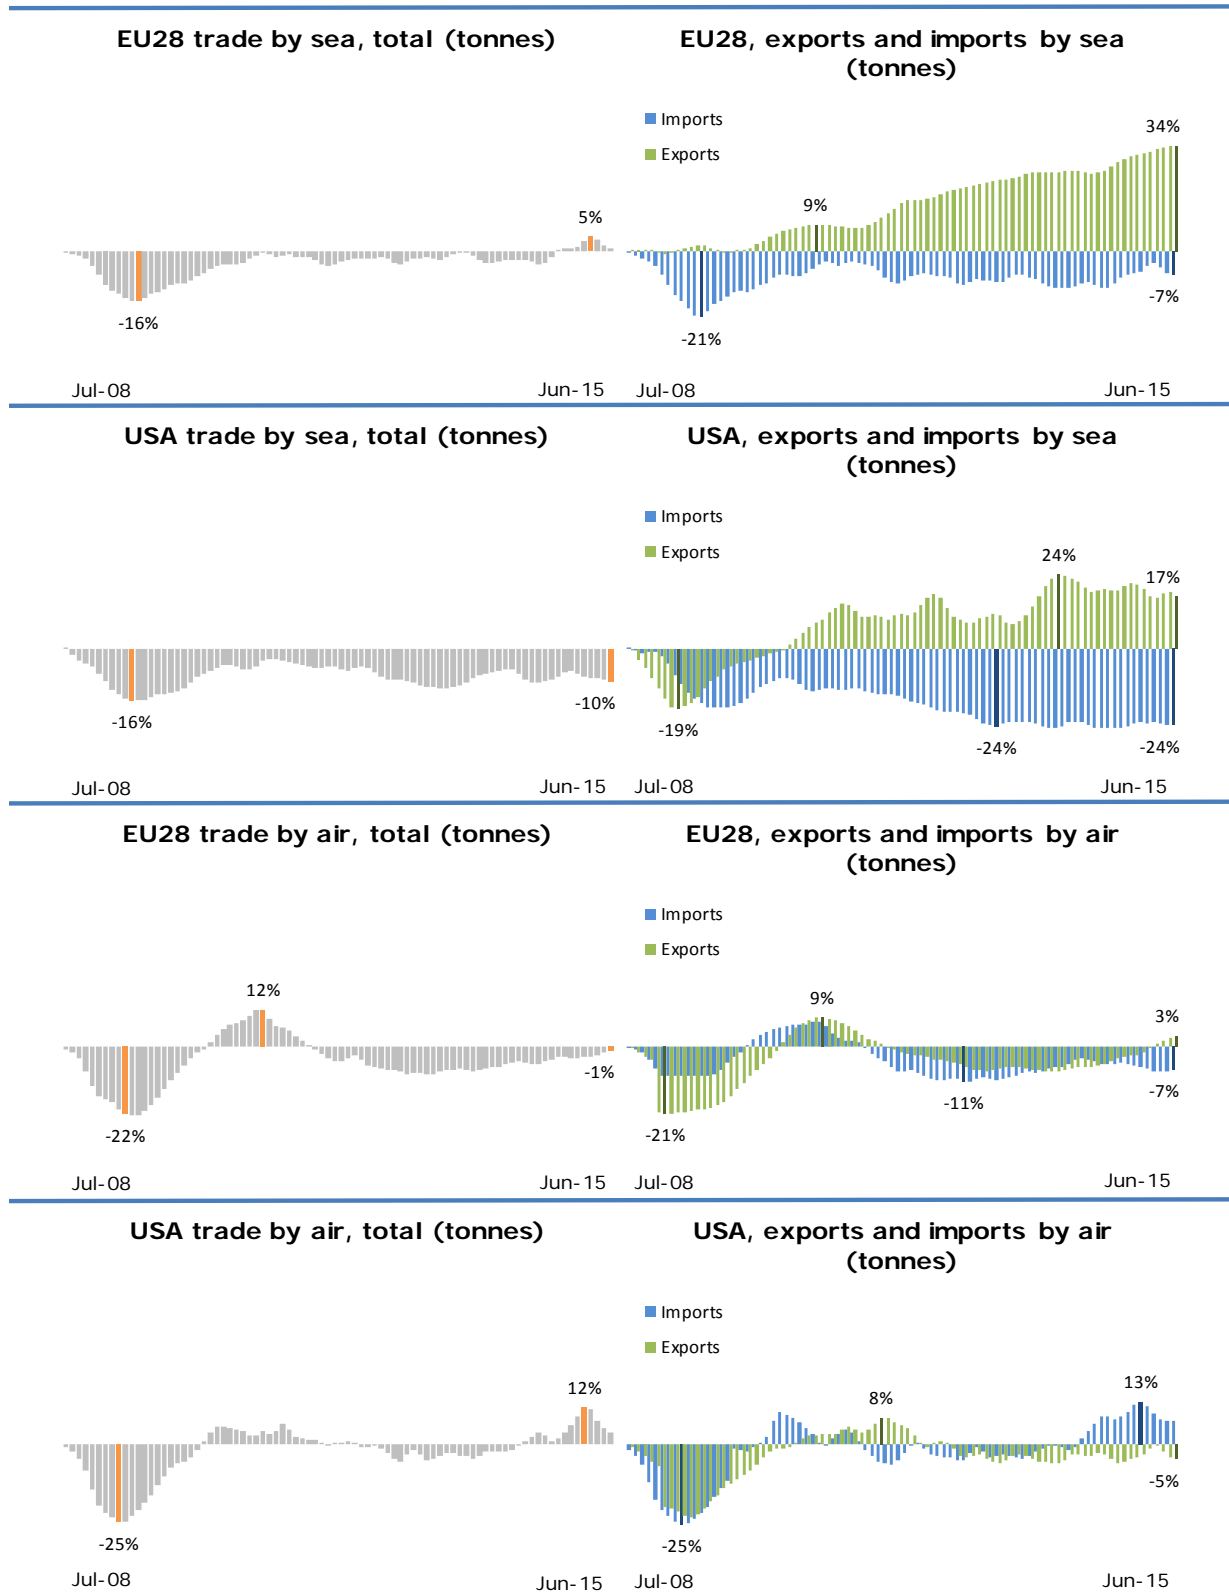 EU28 trade by sea, total (tonnes)
5%
-16%
Jul-08
Jun-15
EU28, exports and imports by sea
(tonnes)
Imports
Exports
34%
9%
-7%
-21%
Jul-08
Jun-15
USA trade by sea, total (tonnes)
-10%
-16%
Jul-08
Jun-15
USA, exports and imports by sea
(tonnes)
Imports
Exports
24%
17%
-19%
-24%
-24%
Jul-08
Jun-15
EU28 trade by air, total (tonnes)
12%
-1%
-22%
Jul-08
Jun-15
EU28, exports and imports by air
(tonnes)
Imports
Exports
9%
3%
-7%
-11%
-21%
Jul-08
Jun-15
USA trade by air, total (tonnes)
12%
-25%
Jul-08
Jun-15
USA, exports and imports by air
(tonnes)
Imports
Exports
13%
8%
-5%
-25%
Jul-08
Jun-15